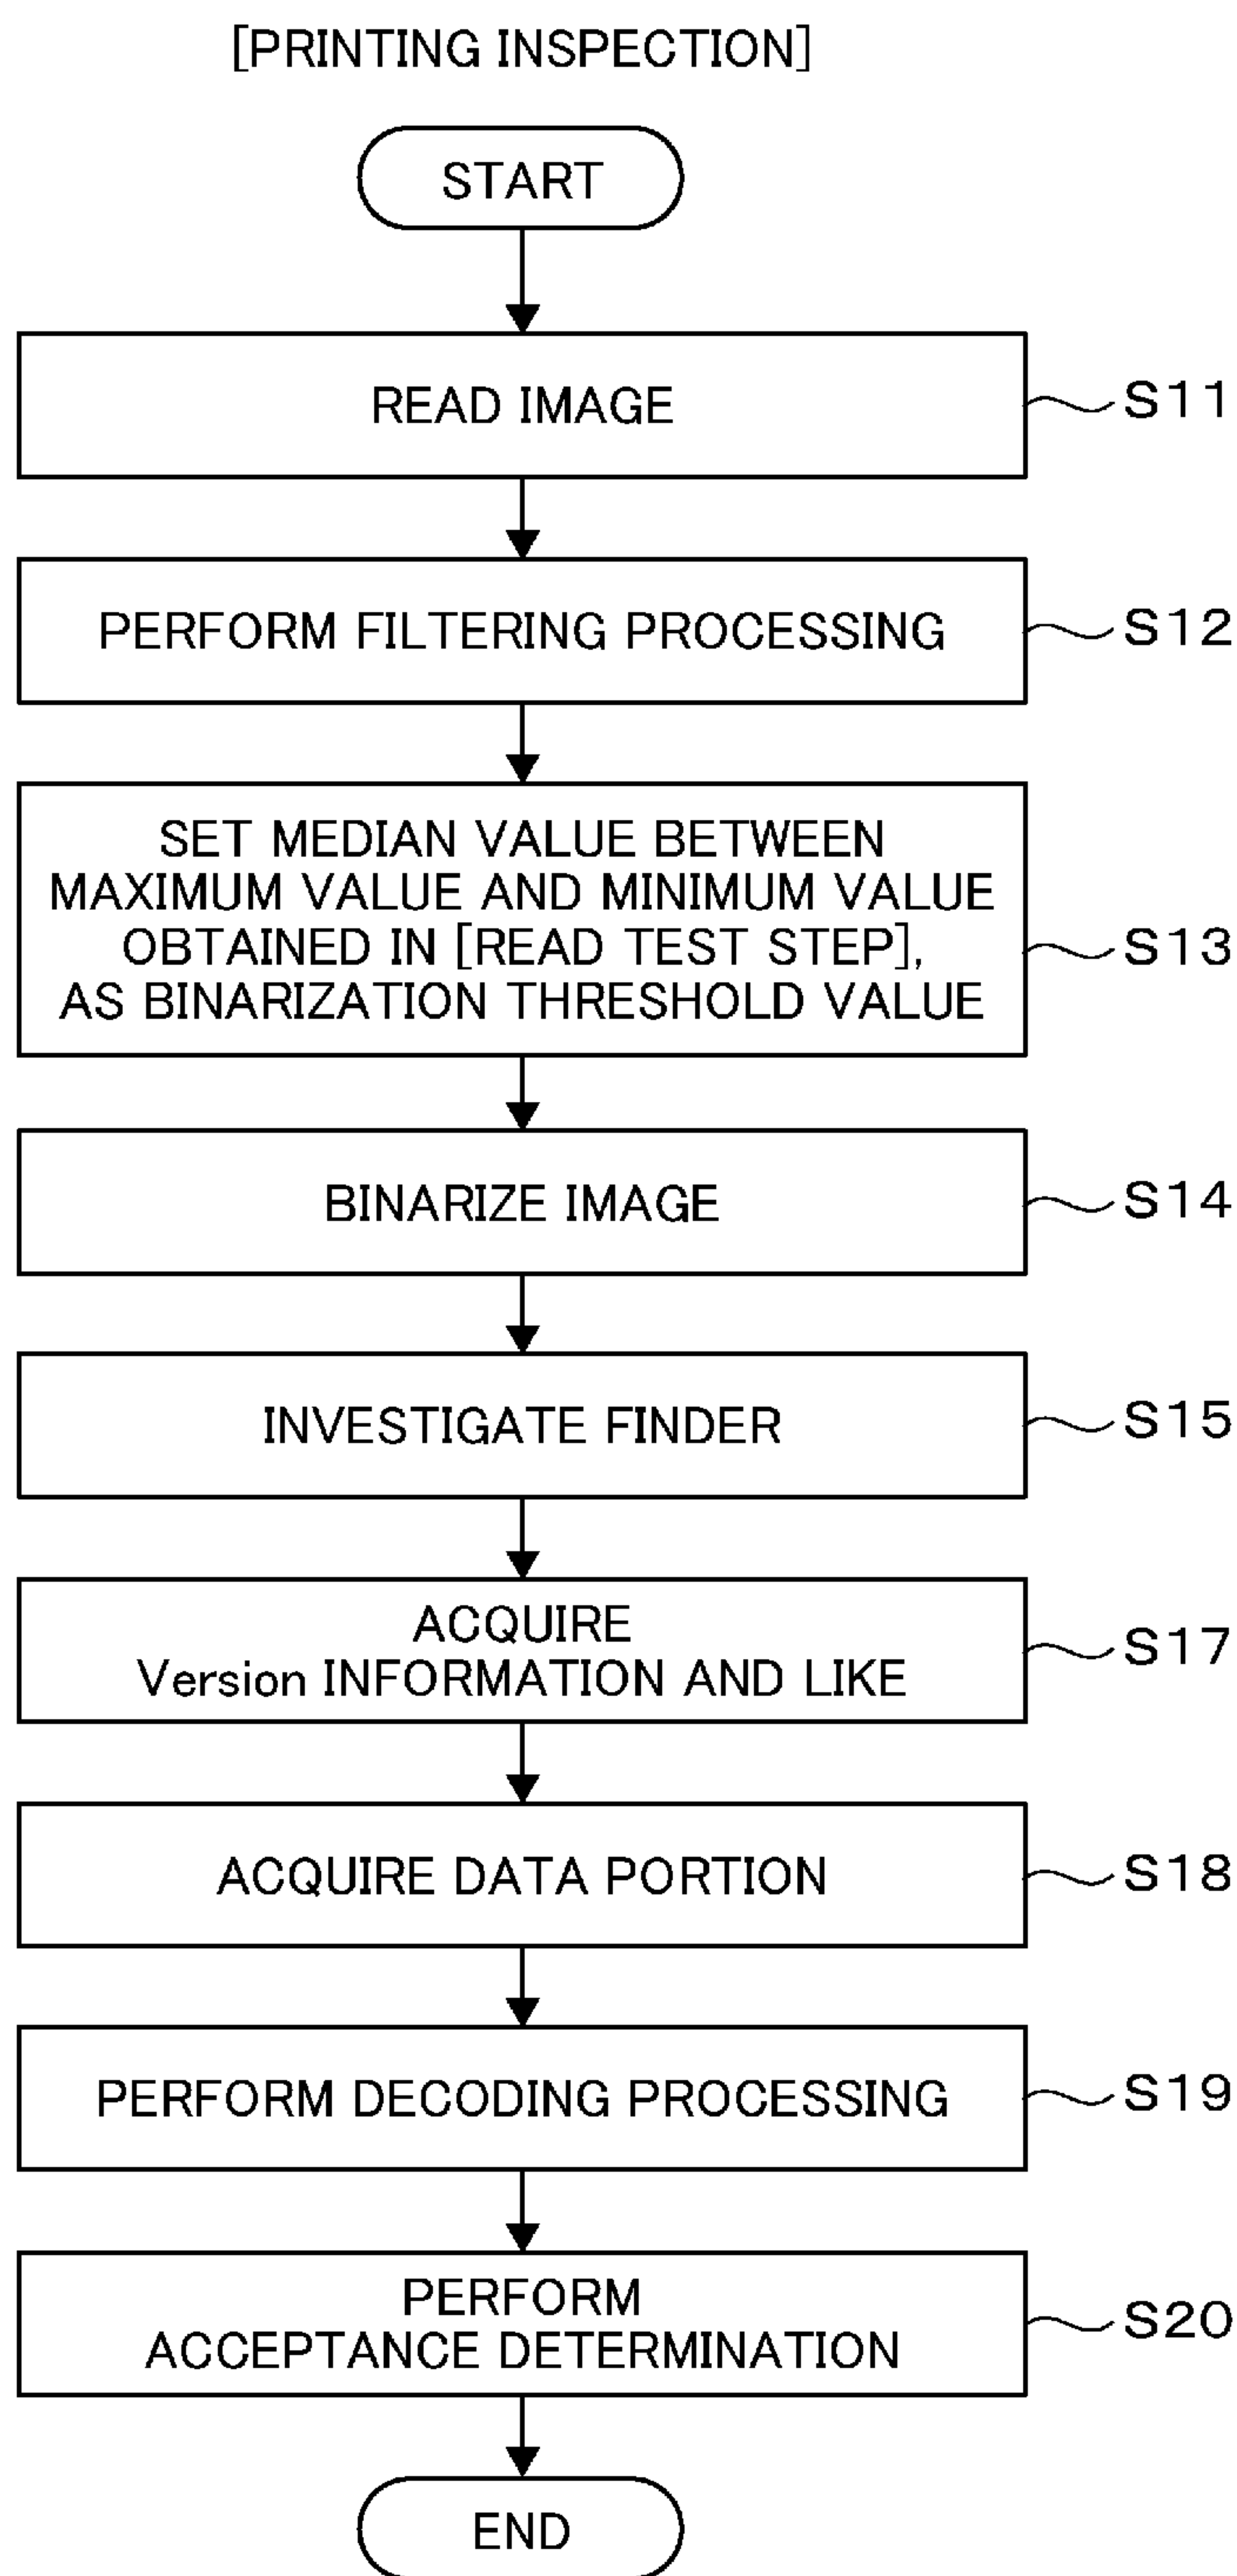 [PRINTING INSPECTION]
START
READ IMAGE
S11
PERFORM FILTERING PROCESSING
S12
SET MEDIAN VALUE BETWEEN
MAXIMUM VALUE AND MINIMUM VALUE
OBTAINED IN [READ TEST STEP],
AS BINARIZATION THRESHOLD VALUE
S13
BINARIZE IMAGE
S14
INVESTIGATE FINDER
S15
ACQUIRE
Version INFORMATION AND LIKE
S17
ACQUIRE DATA PORTION
S18
PERFORM DECODING PROCESSING
S19
PERFORM
ACCEPTANCE DETERMINATION
S20
END